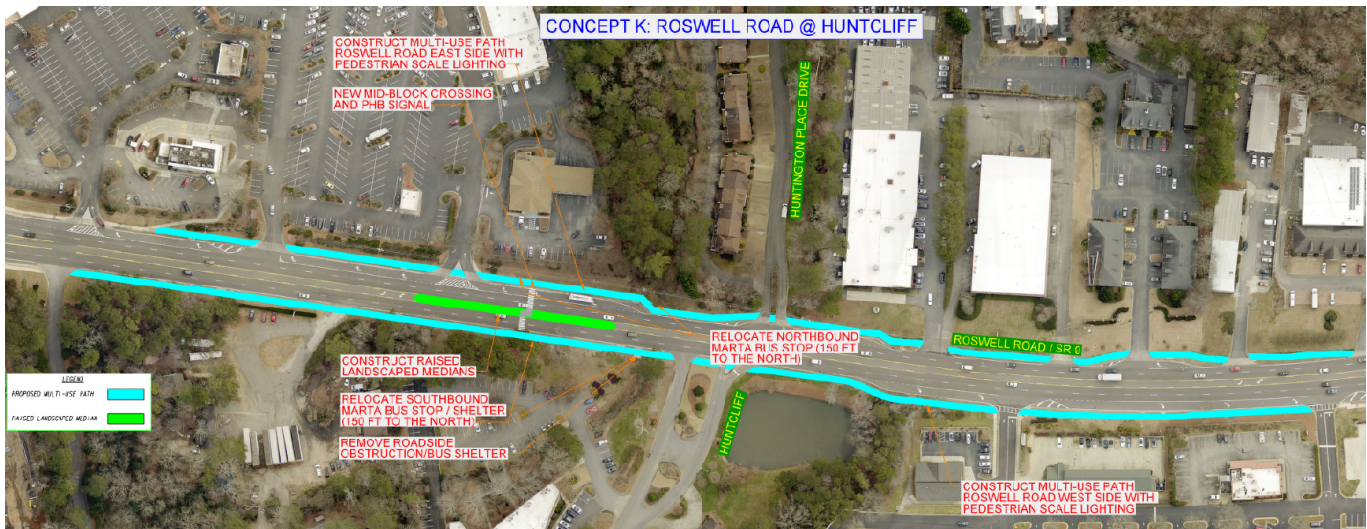 CONCEPT K: ROSWELL ROAD @ HUNTCLIFF
CONSTRUCT MULTI-USE PATH
ROSWELL ROAD EAST SIDE WITH
PEDESTRIAN SCALE LIGHTING
NEW MID-BLOCK CROSSING
AND PHB SIGNAL
HUNTINGTON PLACE DRIVE
RELOCATE NORTHBOUND
MARTA BUS STOP (150 FT
TO THE NORTH)
ROSWELL ROAD / SR 9
CONSTRUCT RAISED
LANDSCAPED MEDIANS
RELOCATE SOUTHBOUND
MARTA BUS STOP / SHELTER
(150 FT TO THE NORTH)
REMOVE ROADSIDE
OBSTRUCTION/BUS SHELTER
HUNTCLIFF
LEGEND
PROPOSED MULTI-USE PATH
RAISED LANDSCAPED MEDIAN
CONSTRUCT MULTI-USE PATH
ROSWELL ROAD WEST SIDE WITH
PEDESTRIAN SCALE LIGHTING